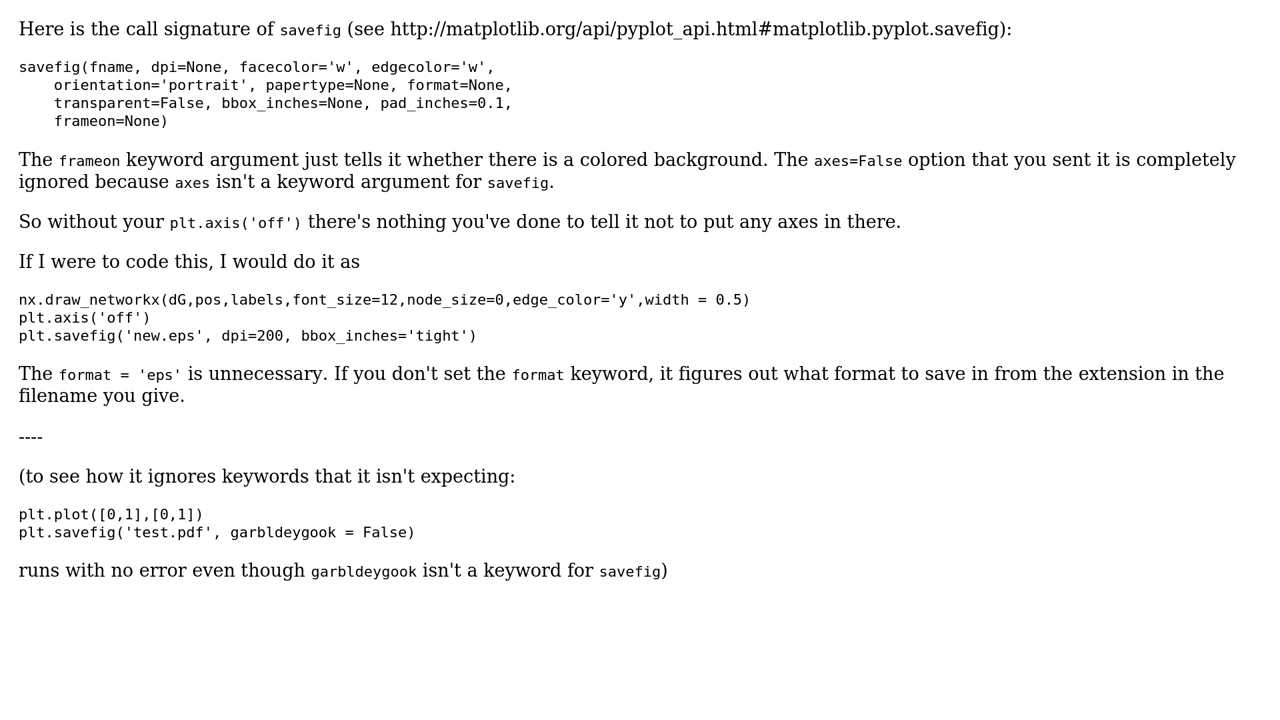 Here is the call signature of savefig (see http://matplotlib.org/api/pyplot_api.html#matplotlib.pyplot.savefig):
savefig(fname, dpi=None, facecolor='w', edgecolor='w',
    orientation='portrait', papertype=None, format=None,
    transparent=False, bbox_inches=None, pad_inches=0.1,
    frameon=None)
The frameon keyword argument just tells it whether there is a colored background. The axes=False option that you sent it is completely
ignored because axes isn't a keyword argument for savefig.
So without your plt.axis('off') there's nothing you've done to tell it not to put any axes in there.
If I were to code this, I would do it as
nx.draw_networkx(dG,pos,labels,font_size=12,node_size=0,edge_color='y',width = 0.5)
plt.axis('off')
plt.savefig('new.eps', dpi=200, bbox_inches='tight')
The format = 'eps' is unnecessary. If you don't set the format keyword, it figures out what format to save in from the extension in the
filename you give.
----
(to see how it ignores keywords that it isn't expecting:
plt.plot([0,1],[0,1])
plt.savefig('test.pdf', garbldeygook = False)
runs with no error even though garbldeygook isn't a keyword for savefig)